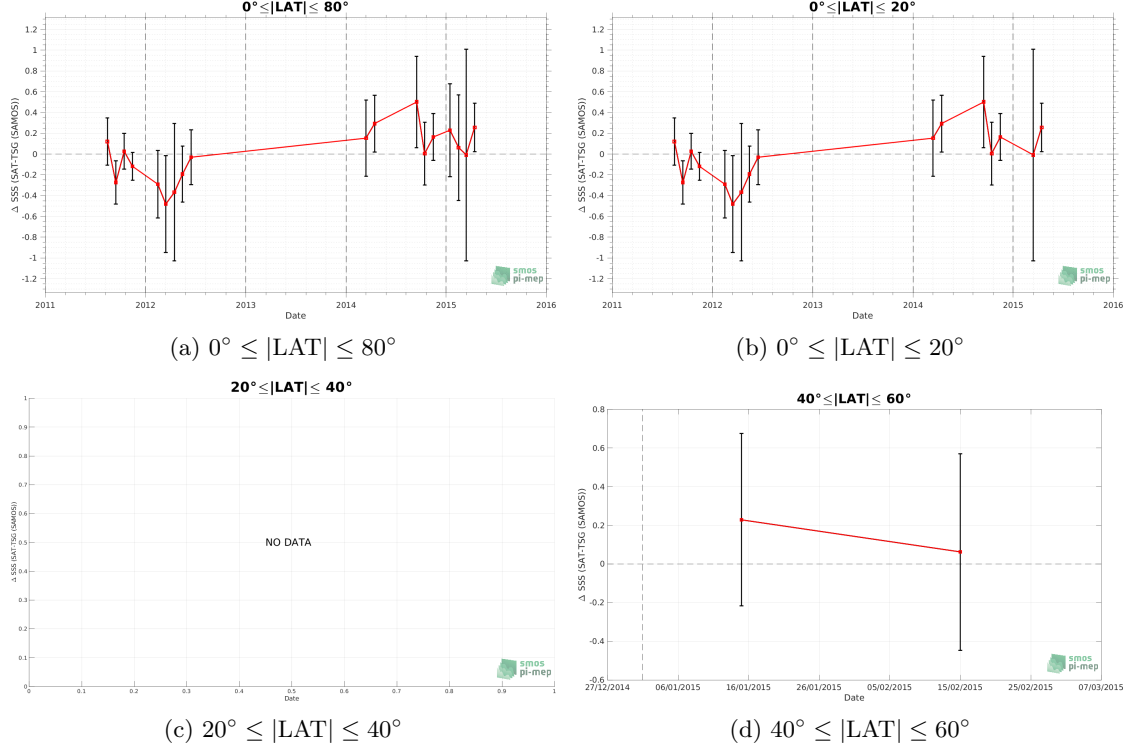 0°≤|LAT|≤ 80°
Δ SSS (SAT-TSG (SAMOS))
1.2
1
0.8
0.6
0.4
0.2
0
-0.2
-0.4
-0.6
-0.8
-1
-1.2
smos
pi-mep
2011 2012 2013 2014 2015 2016
Date
(a) 0° ≤ |LAT| ≤ 80°
0°≤|LAT|≤ 20°
Δ SSS (SAT-TSG (SAMOS))
1.2
1
0.8
0.6
0.4
0.2
0
-0.2
-0.4
-0.6
-0.8
-1
-1.2
smos
pi-mep
2011 2012 2013 2014 2015 2016
Date
(b) 0° ≤ |LAT| ≤ 20°
20°≤|LAT|≤ 40°
Δ SSS (SAT-TSG (SAMOS))
1
0.9
0.8
0.7
0.6
0.5
0.4
0.3
0.2
0.1
0
NO DATA
smos
pi-mep
0 0.1 0.2 0.3 0.4 0.5 0.6 0.7 0.8 0.9 1
Date
(c) 20° ≤ |LAT| ≤ 40°
40°≤|LAT|≤ 60°
Δ SSS (SAT-TSG (SAMOS))
0.8
0.6
0.4
0.2
0
-0.2
-0.4
-0.6
smos
pi-mep
27/12/2014 06/01/2015 16/01/2015 26/01/2015 05/02/2015 15/02/2015 25/02/2015 07/03/2015
Date
(d) 40° ≤ |LAT| ≤ 60°